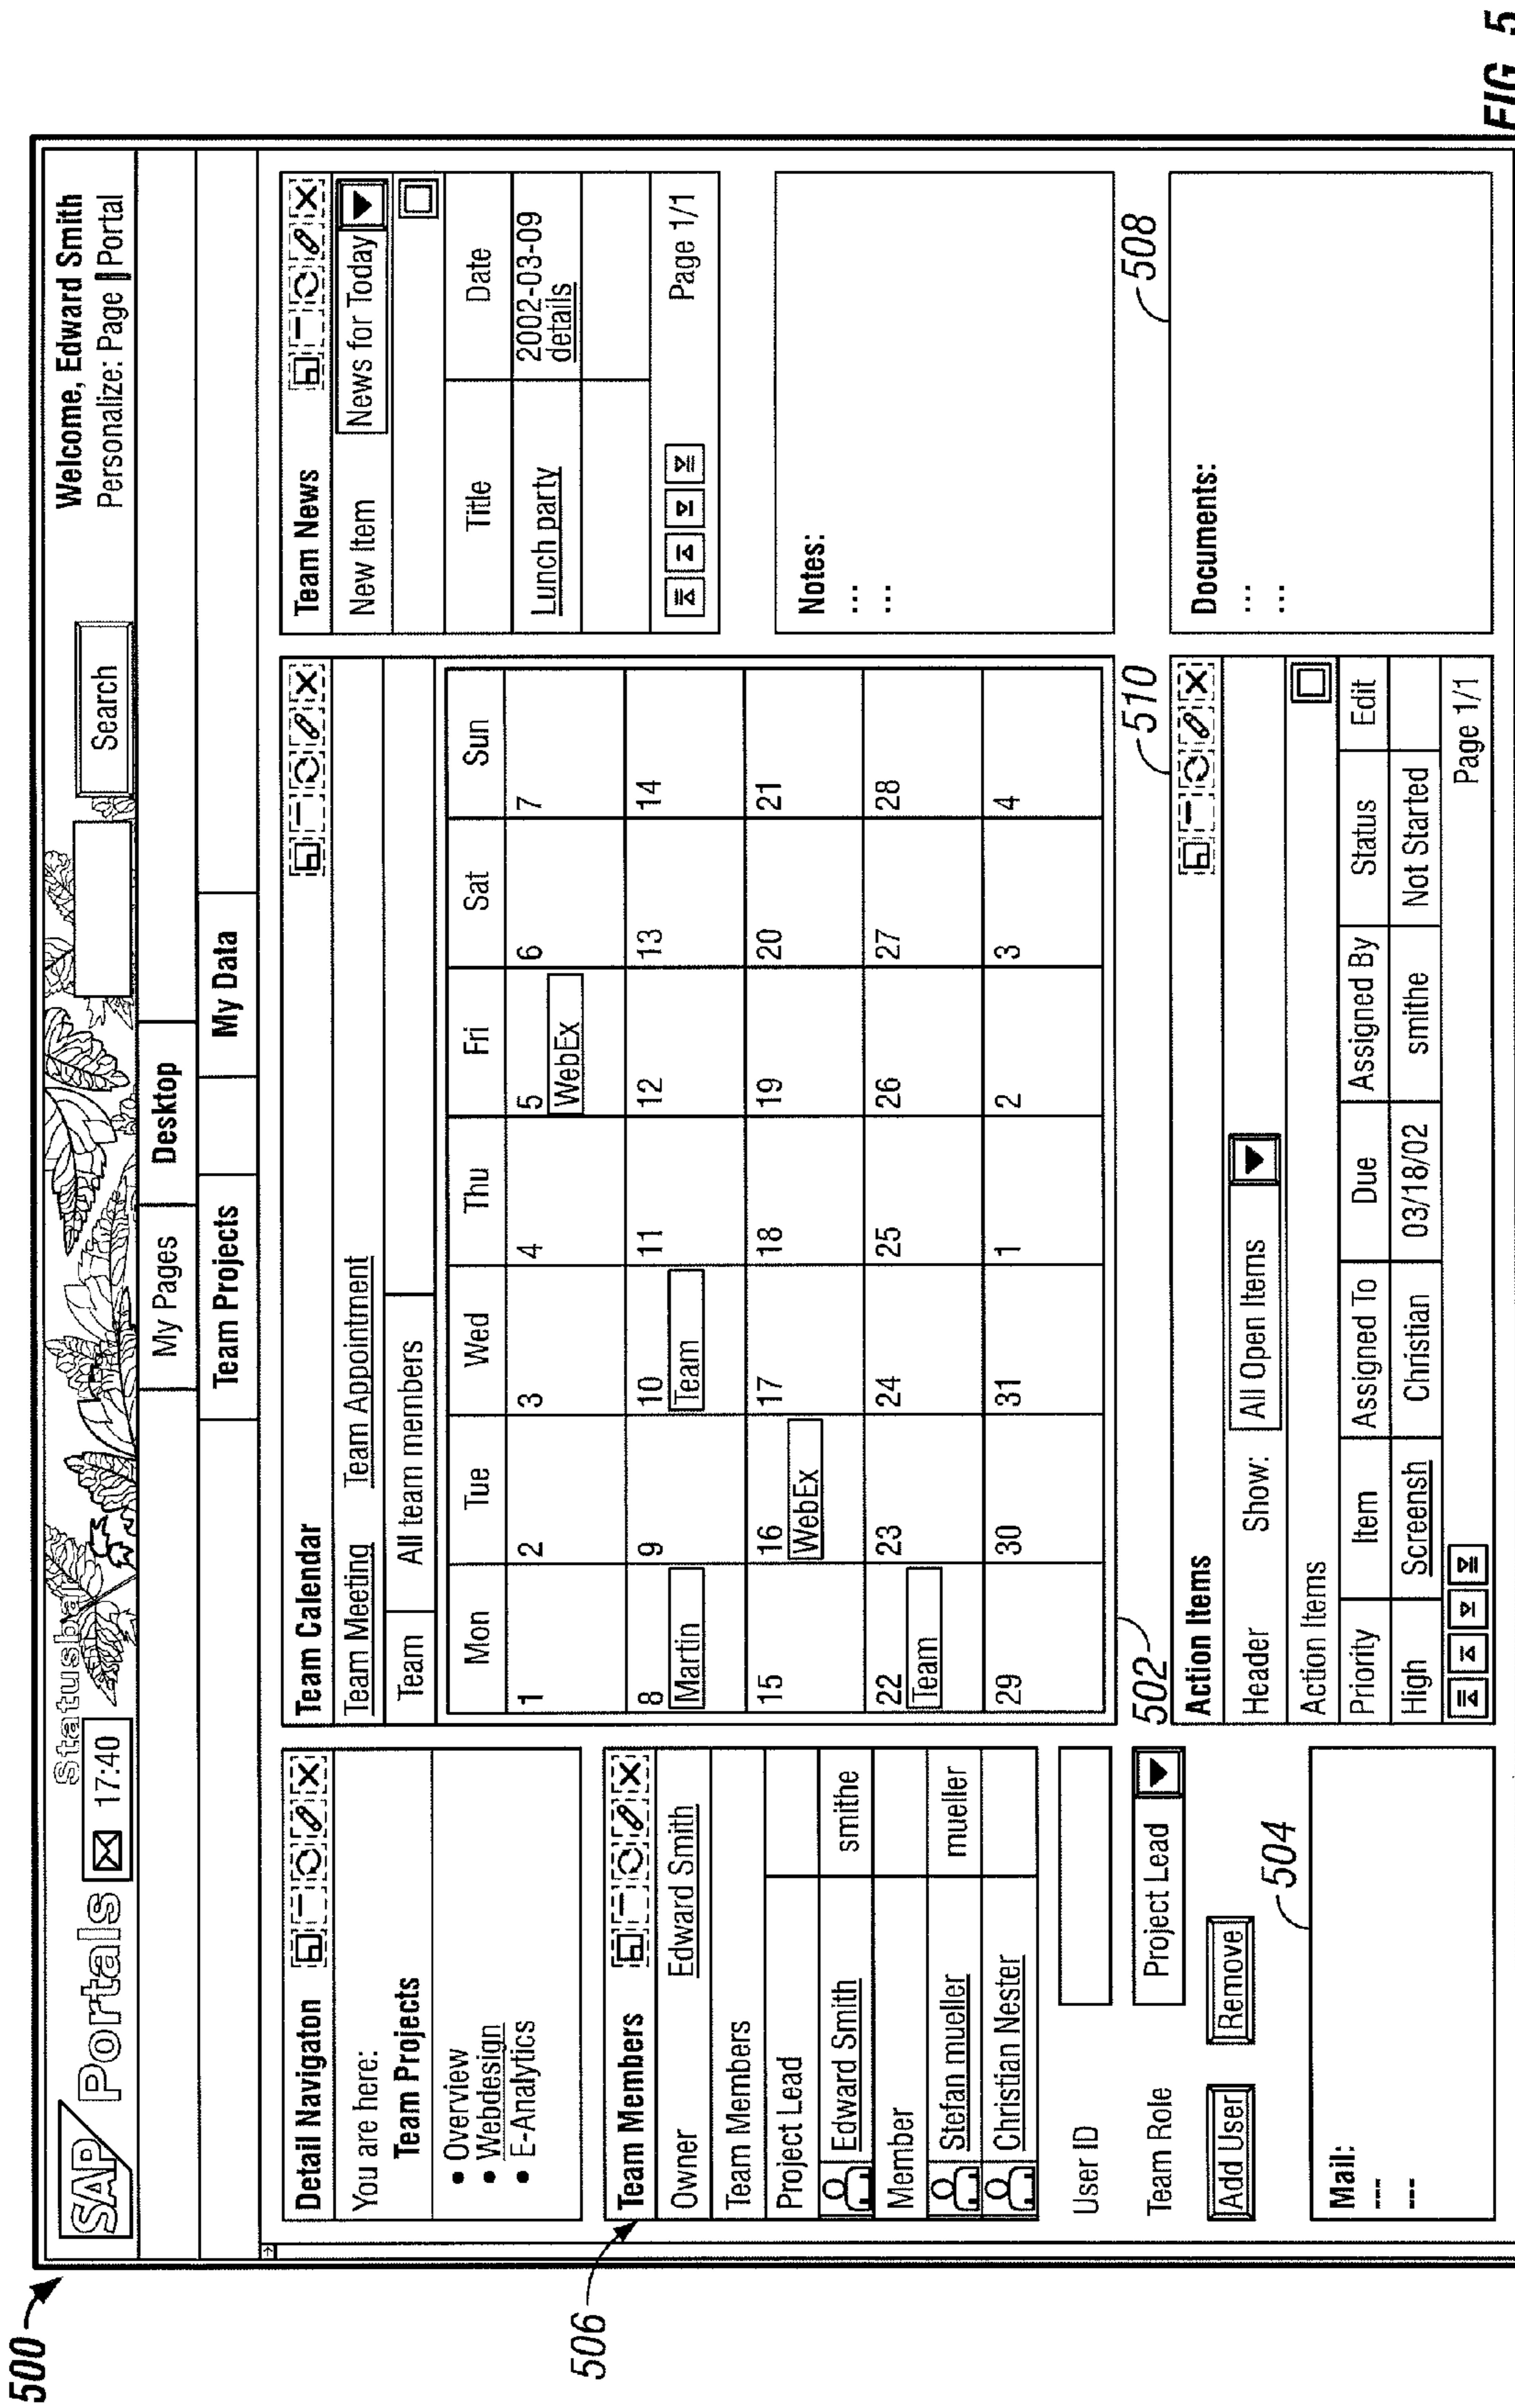 500
SAP Portals
17:40
Statusbar
Search
Welcome, Edward Smith
Personalize: Page | Portal
My Pages
Desktop
Team Projects
My Data
Detail Navigaton
You are here:
Team Projects
• Overview
• Webdesign
• E-Analytics
506
Team Members
Owner Edward Smith
Team Members
Project Lead
Edward Smith smithe
Member
Stefan mueller mueller
Christian Nester
User ID
Team Role Project Lead
Add User Remove
504
Mail:
---
---
Team Calendar
Team Meeting Team Appointment
Team All team members
Mon Tue Wed Thu Fri Sat Sun
1 2 3 4 5 6 7
WebEx
8 9 10 11 12 13 14
Martin Team
15 16 17 18 19 20 21
WebEx
22 23 24 25 26 27 28
Team
29 30 31 1 2 3 4
502
510
Action Items
Header Show: All Open Items
Action Items
Priority Item Assigned To Due Assigned By Status Edit
High Screensh Christian 03/18/02 smithe Not Started
Page 1/1
Team News
New Item News for Today
Title Date
Lunch party 2002-03-09
details
Page 1/1
Notes:
...
...
508
Documents:
...
...
FIG. 5